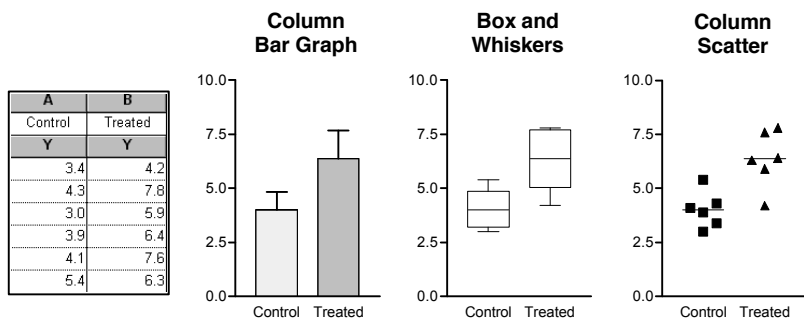 A B
Control Treated
Y Y
3.4 4.2
4.3 7.8
3.0 5.9
3.9 6.4
4.1 7.6
5.4 6.3
Column
Bar Graph
10.0
7.5
5.0
2.5
0.0
Control Treated
Box and
Whiskers
10.0
7.5
5.0
2.5
0.0
Control Treated
Column
Scatter
10.0
7.5
5.0
2.5
0.0
Control Treated